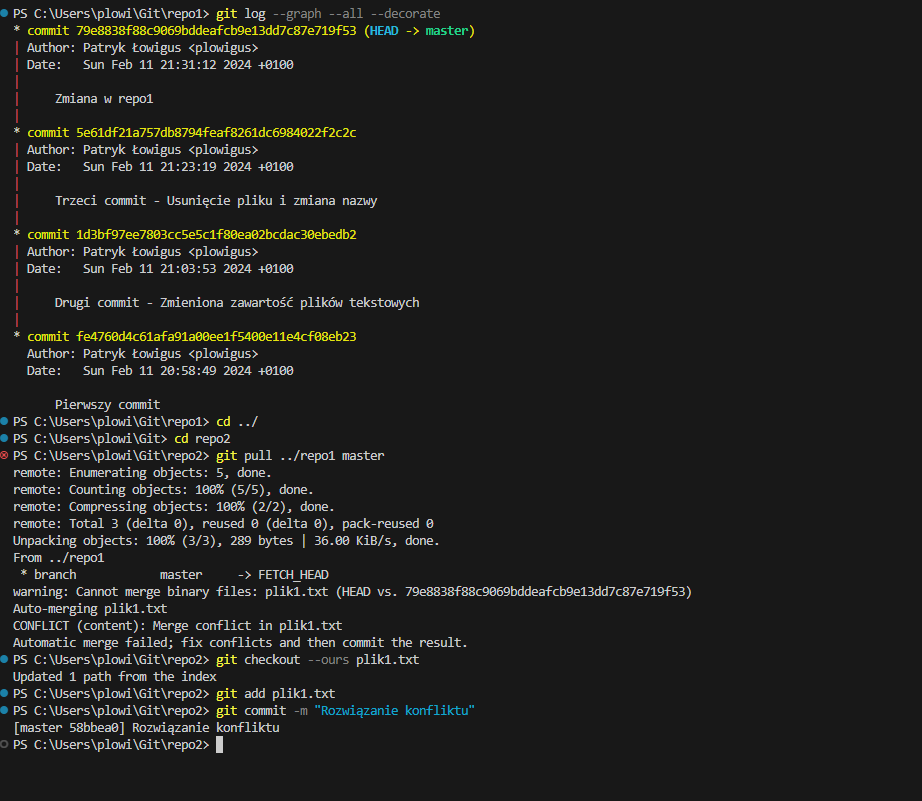 PS C:\Users\plowi\Git\repo1> git log --graph --all --decorate
* commit 79e8838f88c9069bddeafcb9e13dd7c87e719f53 (HEAD -> master)
| Author: Patryk Łowigus <plowigus>
| Date:   Sun Feb 11 21:31:12 2024 +0100
|
|     Zmiana w repo1
|
* commit 5e61df21a757db8794feaf8261dc6984022f2c2c
| Author: Patryk Łowigus <plowigus>
| Date:   Sun Feb 11 21:23:19 2024 +0100
|
|     Trzeci commit - Usunięcie pliku i zmiana nazwy
|
* commit 1d3bf97ee7803cc5e5c1f80ea02bcdac30ebedb2
| Author: Patryk Łowigus <plowigus>
| Date:   Sun Feb 11 21:03:53 2024 +0100
|
|     Drugi commit - Zmieniona zawartość plików tekstowych
|
* commit fe4760d4c61afa91a00ee1f5400e11e4cf08eb23
  Author: Patryk Łowigus <plowigus>
  Date:   Sun Feb 11 20:58:49 2024 +0100

      Pierwszy commit
PS C:\Users\plowi\Git\repo1> cd ../
PS C:\Users\plowi\Git> cd repo2
PS C:\Users\plowi\Git\repo2> git pull ../repo1 master
remote: Enumerating objects: 5, done.
remote: Counting objects: 100% (5/5), done.
remote: Compressing objects: 100% (2/2), done.
remote: Total 3 (delta 0), reused 0 (delta 0), pack-reused 0
Unpacking objects: 100% (3/3), 289 bytes | 36.00 KiB/s, done.
From ../repo1
 * branch            master     -> FETCH_HEAD
warning: Cannot merge binary files: plik1.txt (HEAD vs. 79e8838f88c9069bddeafcb9e13dd7c87e719f53)
Auto-merging plik1.txt
CONFLICT (content): Merge conflict in plik1.txt
Automatic merge failed; fix conflicts and then commit the result.
PS C:\Users\plowi\Git\repo2> git checkout --ours plik1.txt
Updated 1 path from the index
PS C:\Users\plowi\Git\repo2> git add plik1.txt
PS C:\Users\plowi\Git\repo2> git commit -m "Rozwiązanie konfliktu"
[master 58bbea0] Rozwiązanie konfliktu
PS C:\Users\plowi\Git\repo2>